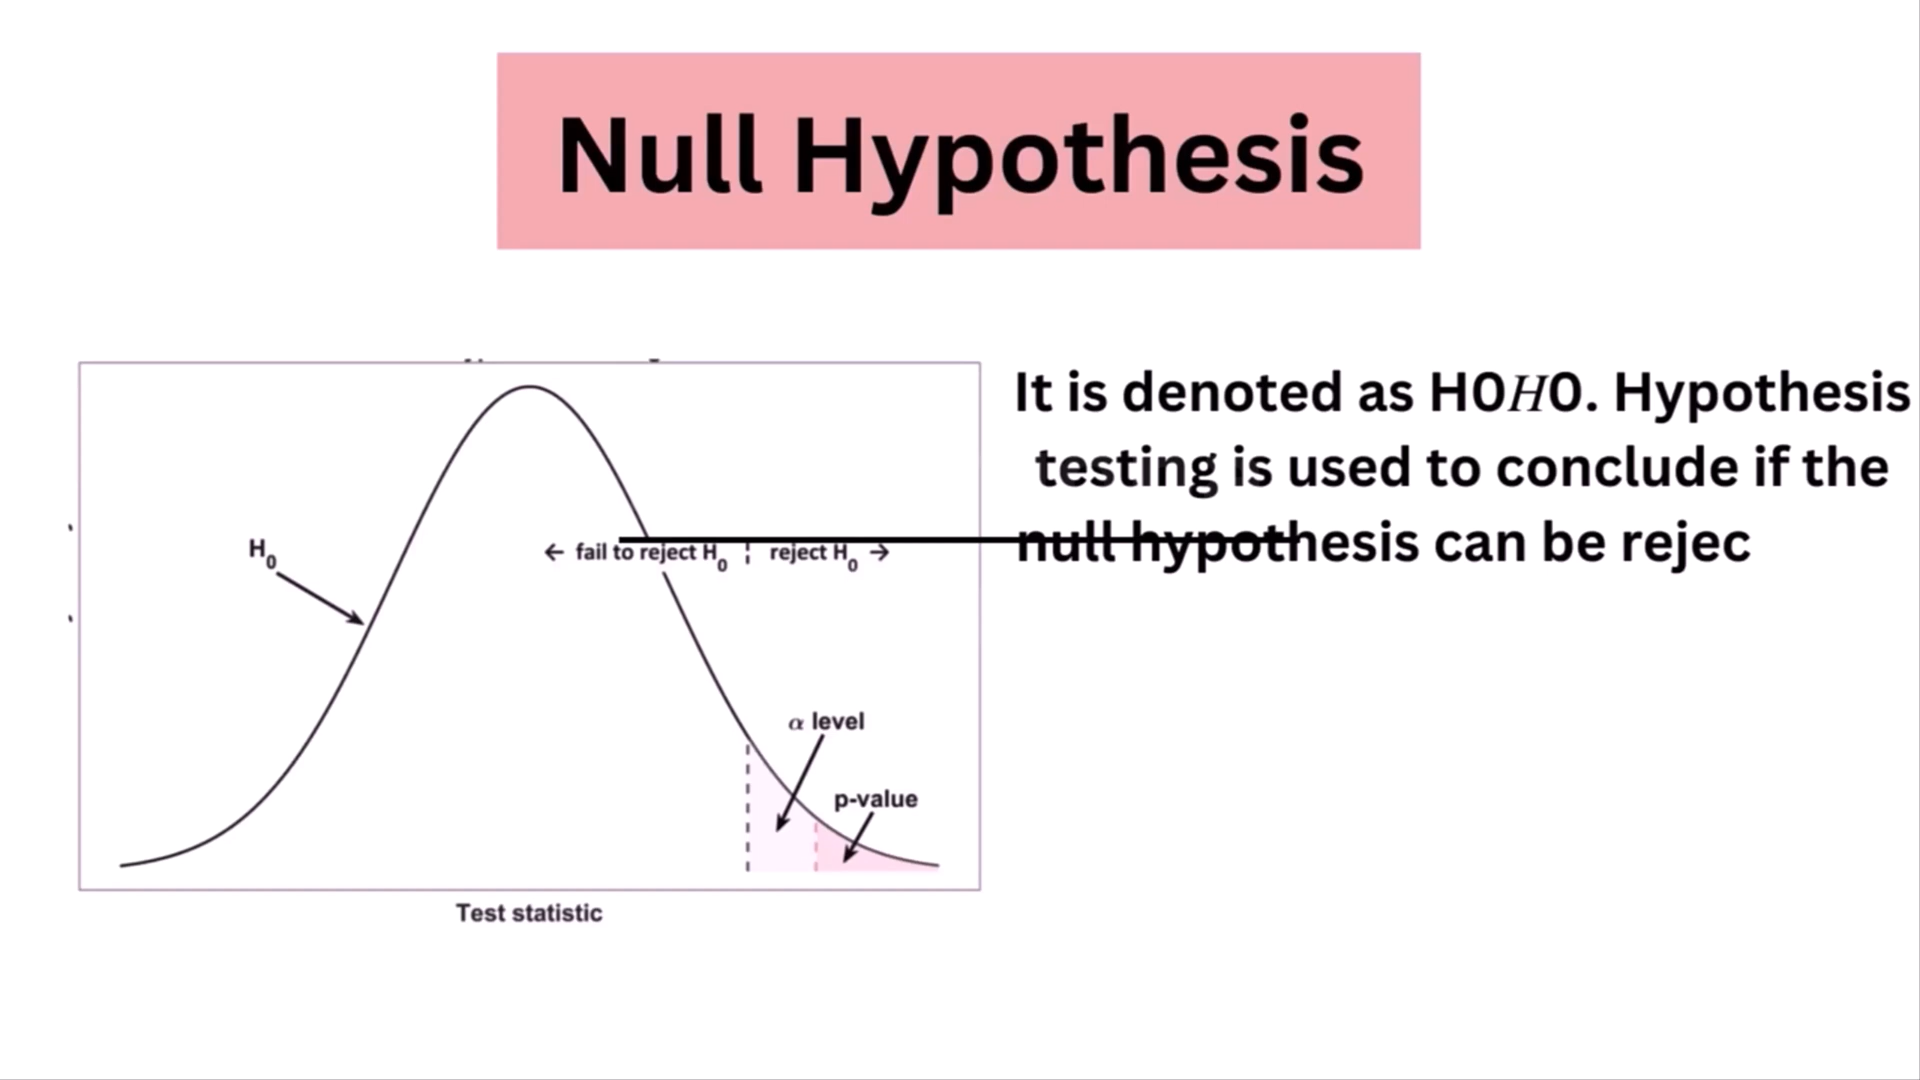 Null Hypothesis
It is denoted as H0𝐻0. Hypothesis
testing is used to conclude if the
null hypothesis can be rejec
H0
← fail to reject H0 ¦ reject H0 →
α level
p-value
Test statistic